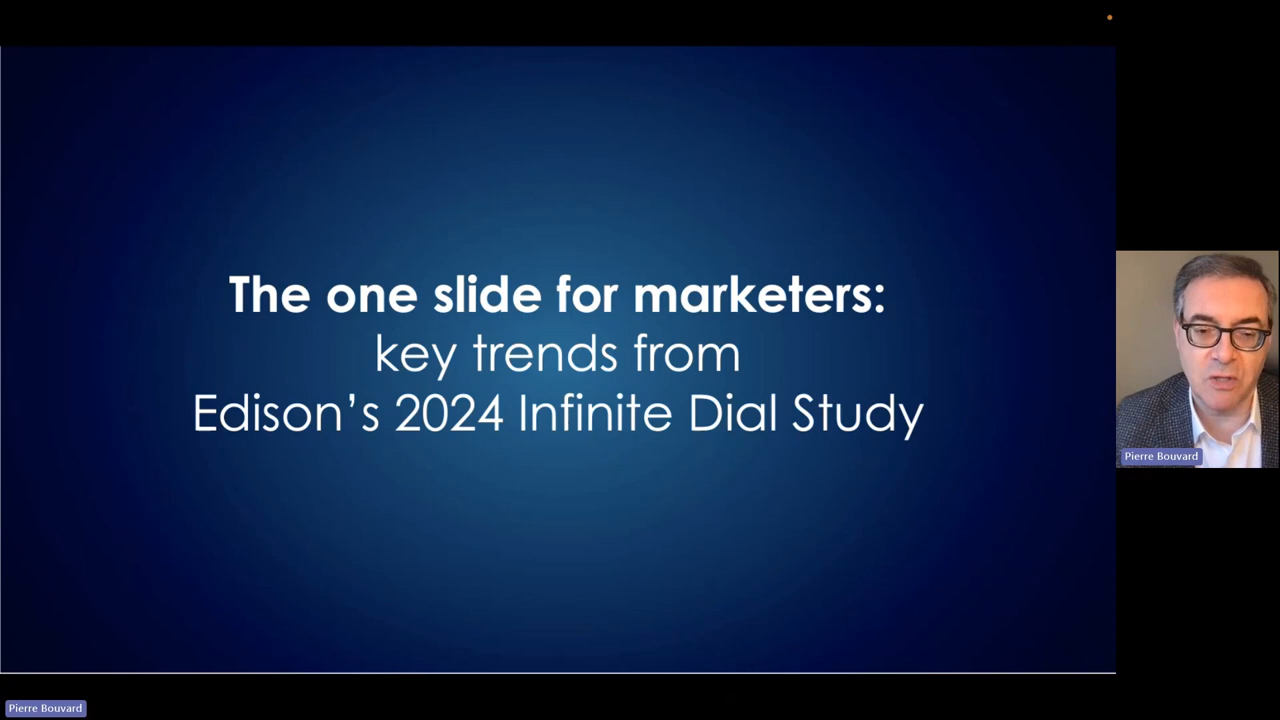 The one slide for marketers:
key trends from
Edison's 2024 Infinite Dial Study
Pierre Bouvard
Pierre Bouvard